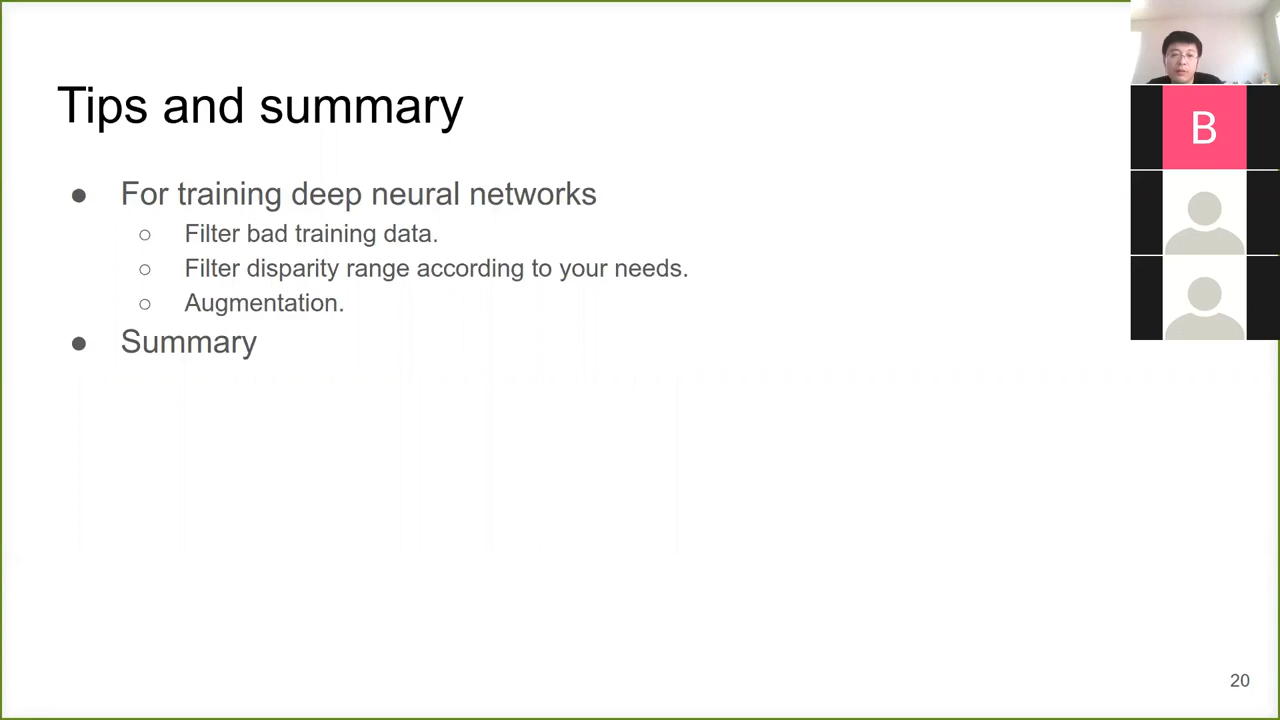 Tips and summary
● For training deep neural networks
○ Filter bad training data.
○ Filter disparity range according to your needs.
○ Augmentation.
● Summary
B
20